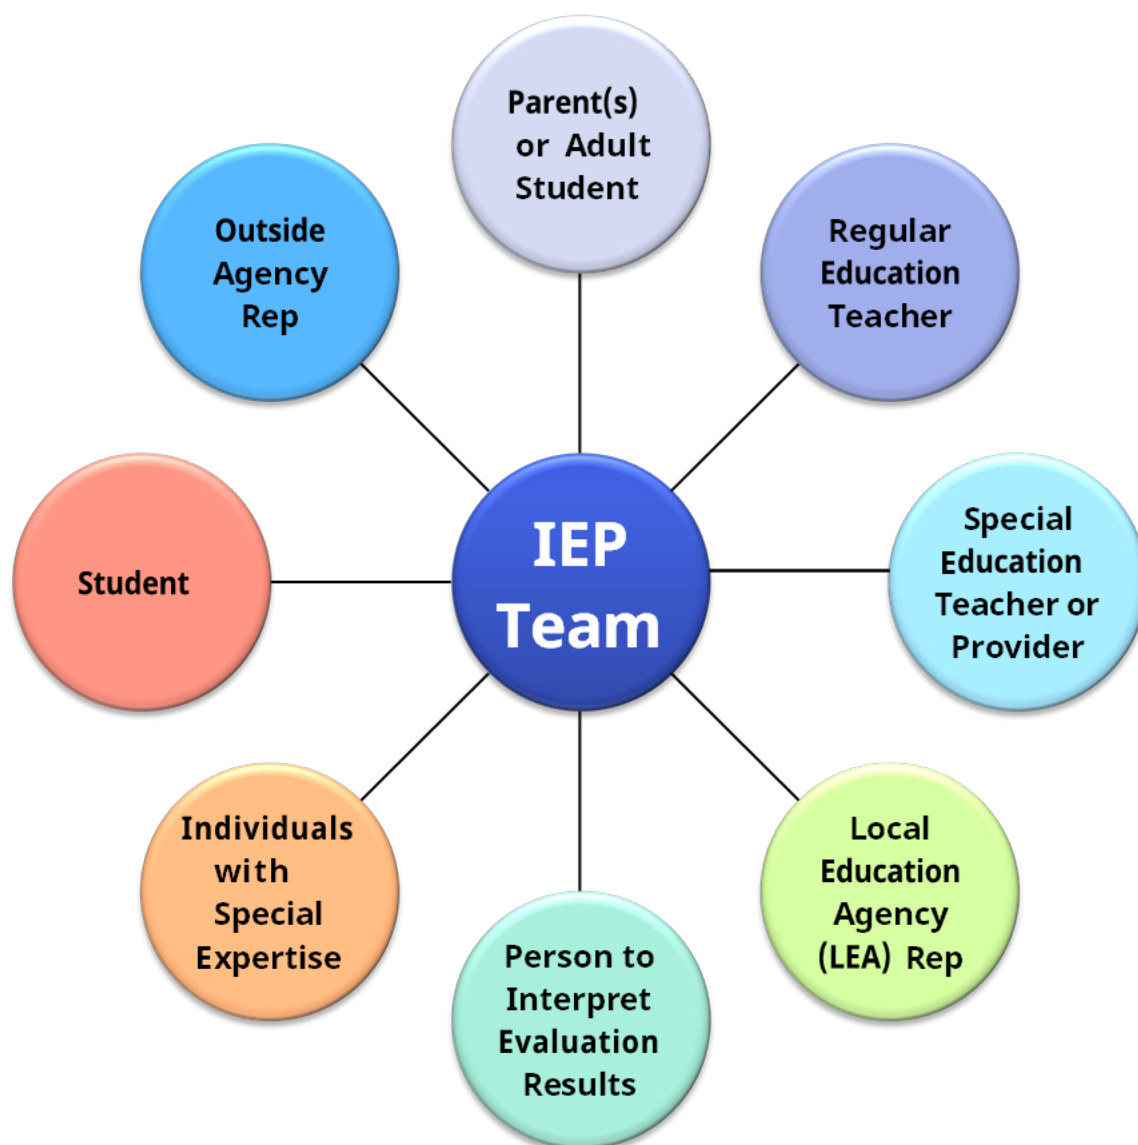 Parent(s)
or Adult
Student
Regular
Education
Teacher
Special
Education
Teacher or
Provider
Local
Education
Agency
(LEA) Rep
Person to
Interpret
Evaluation
Results
Individuals
with
Special
Expertise
Student
Outside
Agency
Rep
IEP
Team